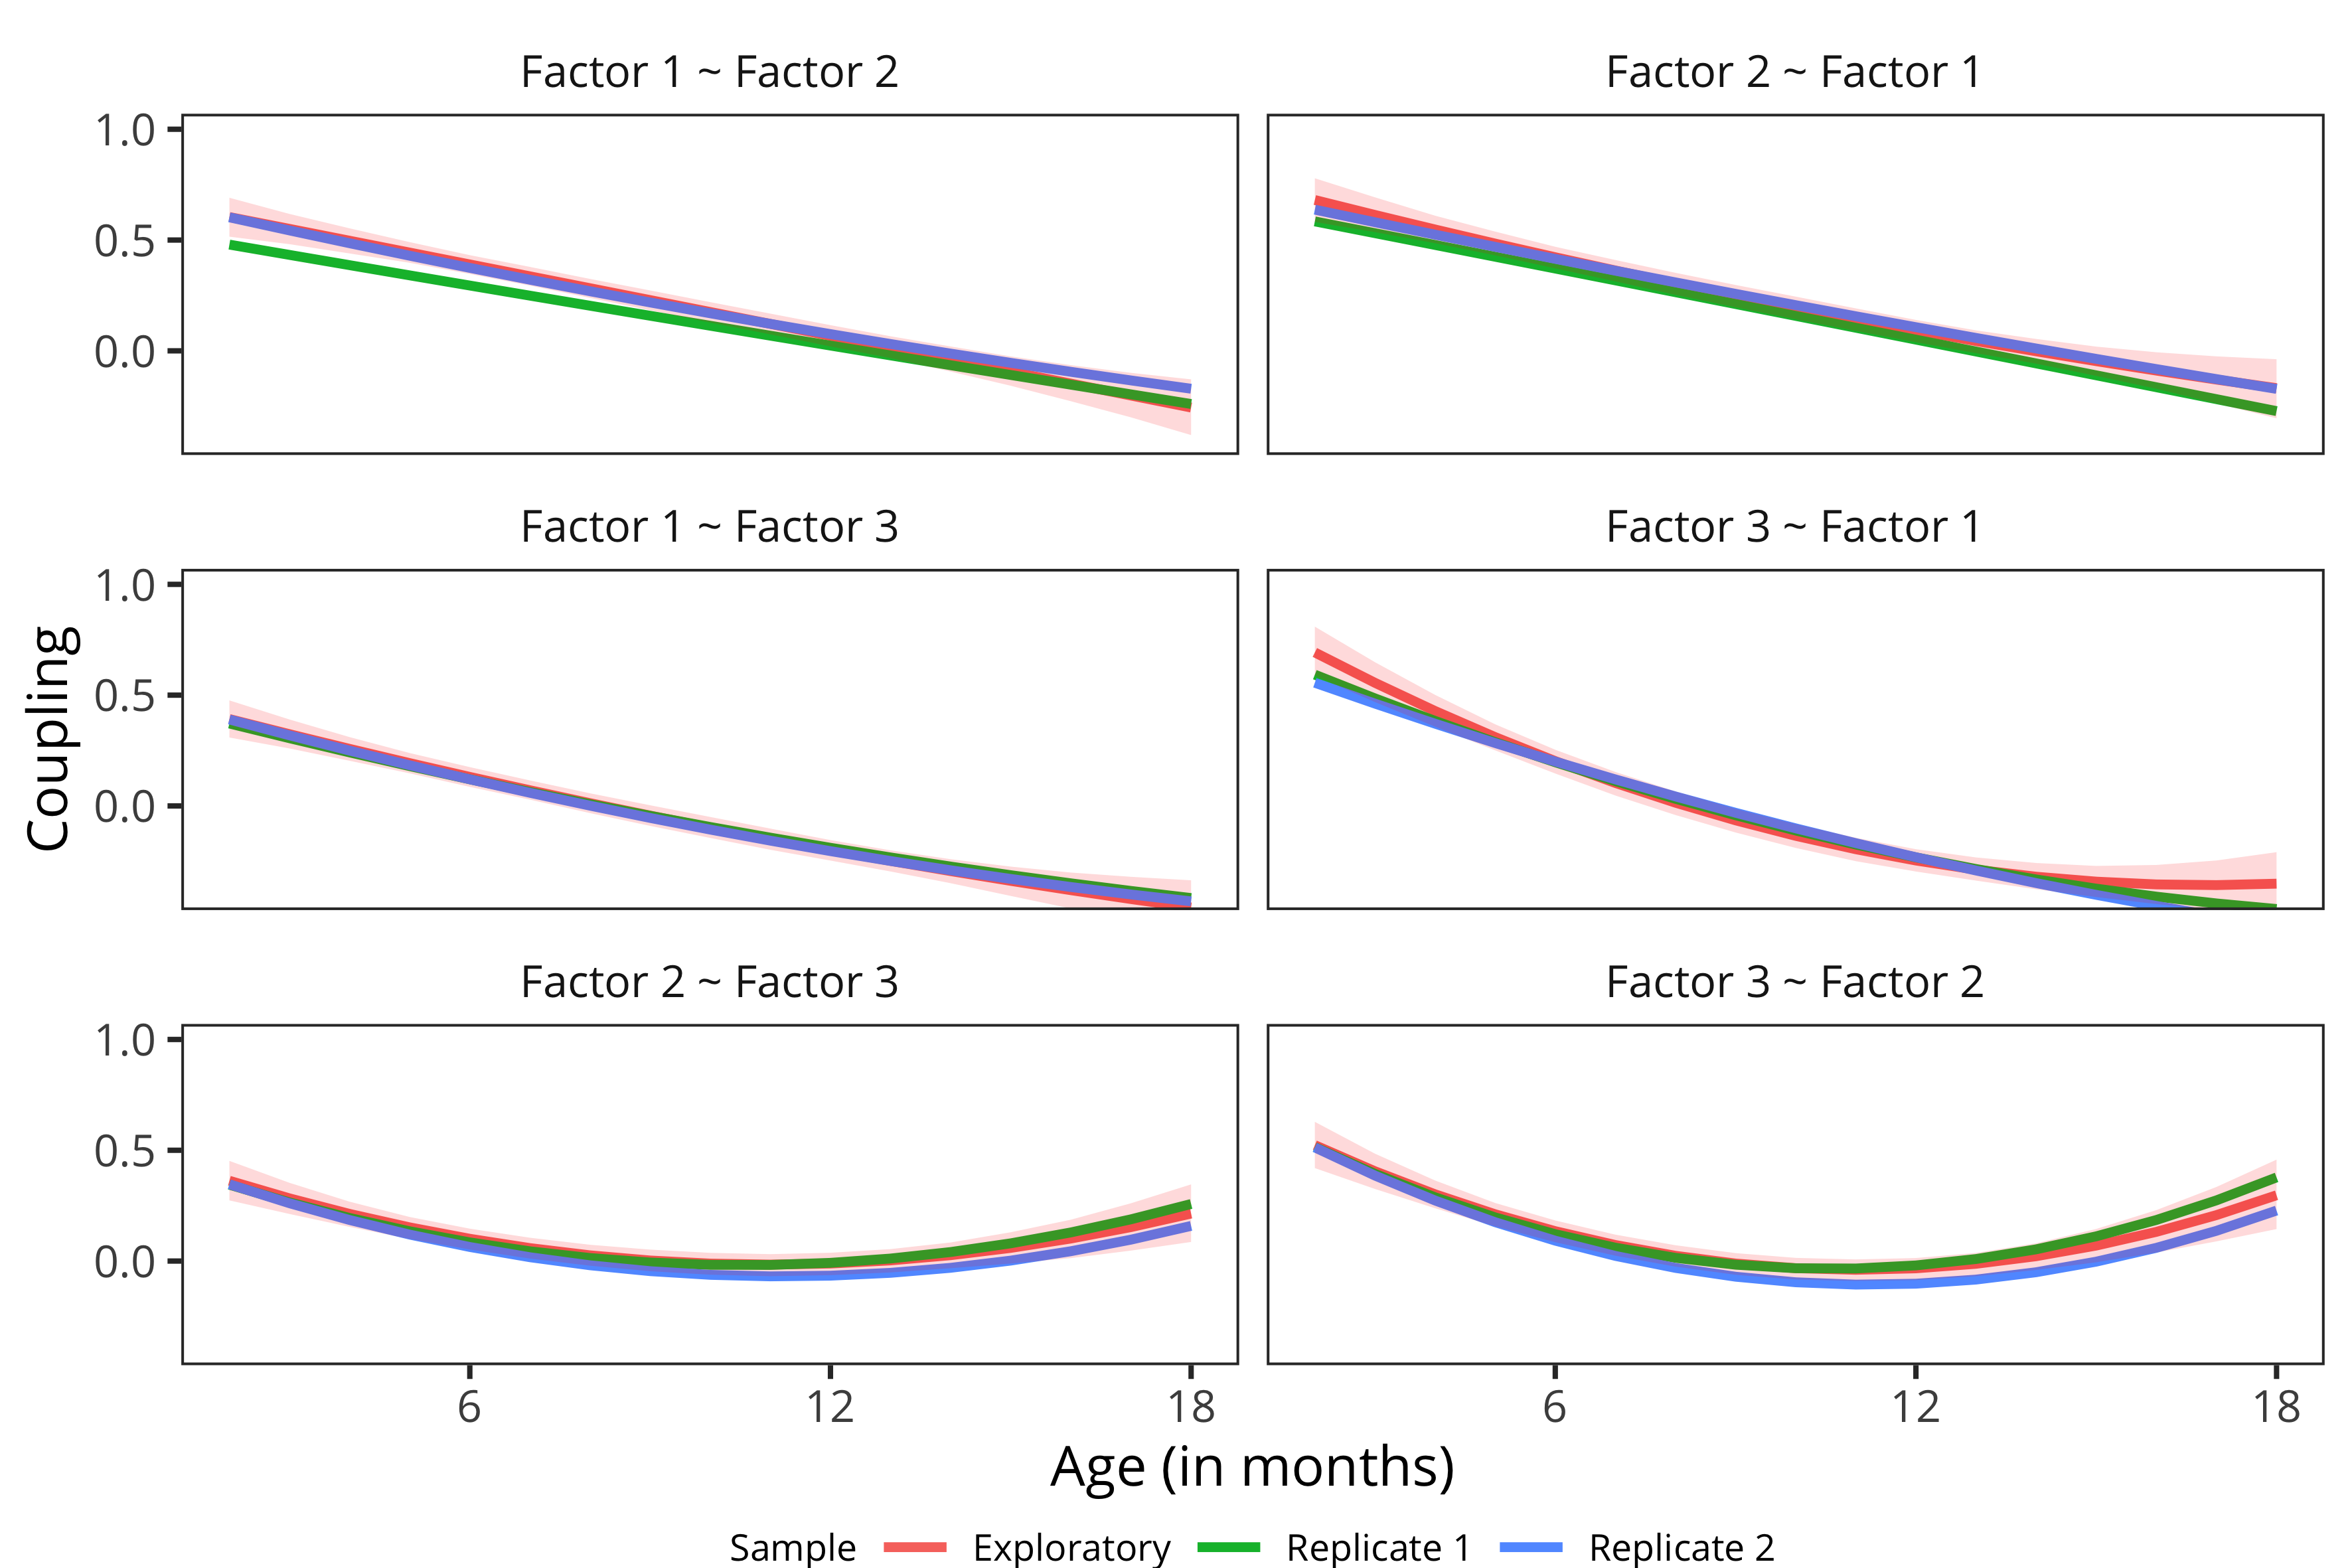 Factor 1 ~ Factor 2
Factor 2 ~ Factor 1
1.0
0.5
0.0
Factor 1 ~ Factor 3
Factor 3 ~ Factor 1
1.0
0.5
0.0
Coupling
Factor 2 ~ Factor 3
Factor 3 ~ Factor 2
1.0
0.5
0.0
6 12 18
6 12 18
Age (in months)
Sample Exploratory Replicate 1 Replicate 2